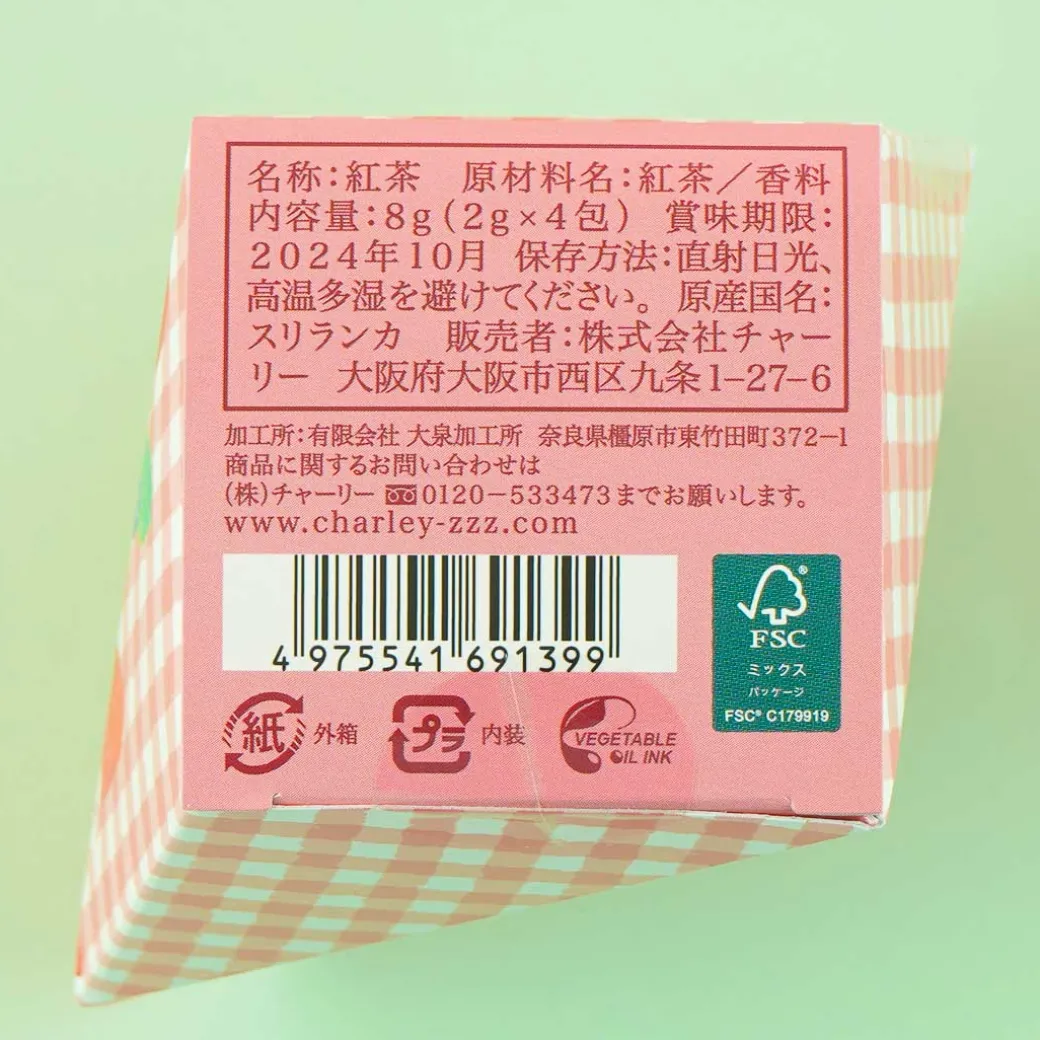 名称：紅茶　原材料名：紅茶／香料
内容量：8g（2g×4包）　賞味期限：
2024年10月　保存方法：直射日光、
高温多湿を避けてください。　原産国名：
スリランカ　販売者：株式会社チャー
リー　大阪府大阪市西区九条1-27-6
加工所：有限会社 大泉加工所　奈良県橿原市東竹田町372-1
商品に関するお問い合わせは
（株）チャーリー 0120-533473までお願いします。
www.charley-zzz.com
4 975541 691399
FSC®
ミックス
パッケージ
FSC® C179919
紙 外箱
プラ 内装
VEGETABLE
OIL INK